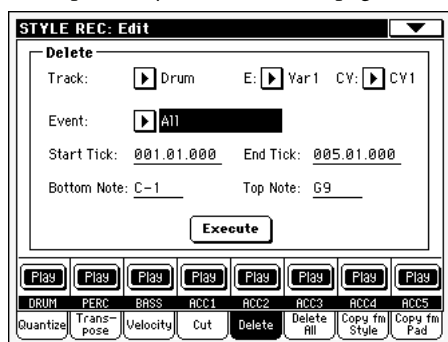 STYLE REC: Edit
Delete
Track: Drum E: Var1 CV: CV1
Event: All
Start Tick: 001.01.000 End Tick: 005.01.000
Bottom Note: C-1 Top Note: G9
Execute
Play Play Play Play Play Play Play Play
DRUM PERC BASS ACC1 ACC2 ACC3 ACC4 ACC5
Quantize Trans- Velocity Cut Delete Delete Copy fm Copy fm
pose All Style Pad